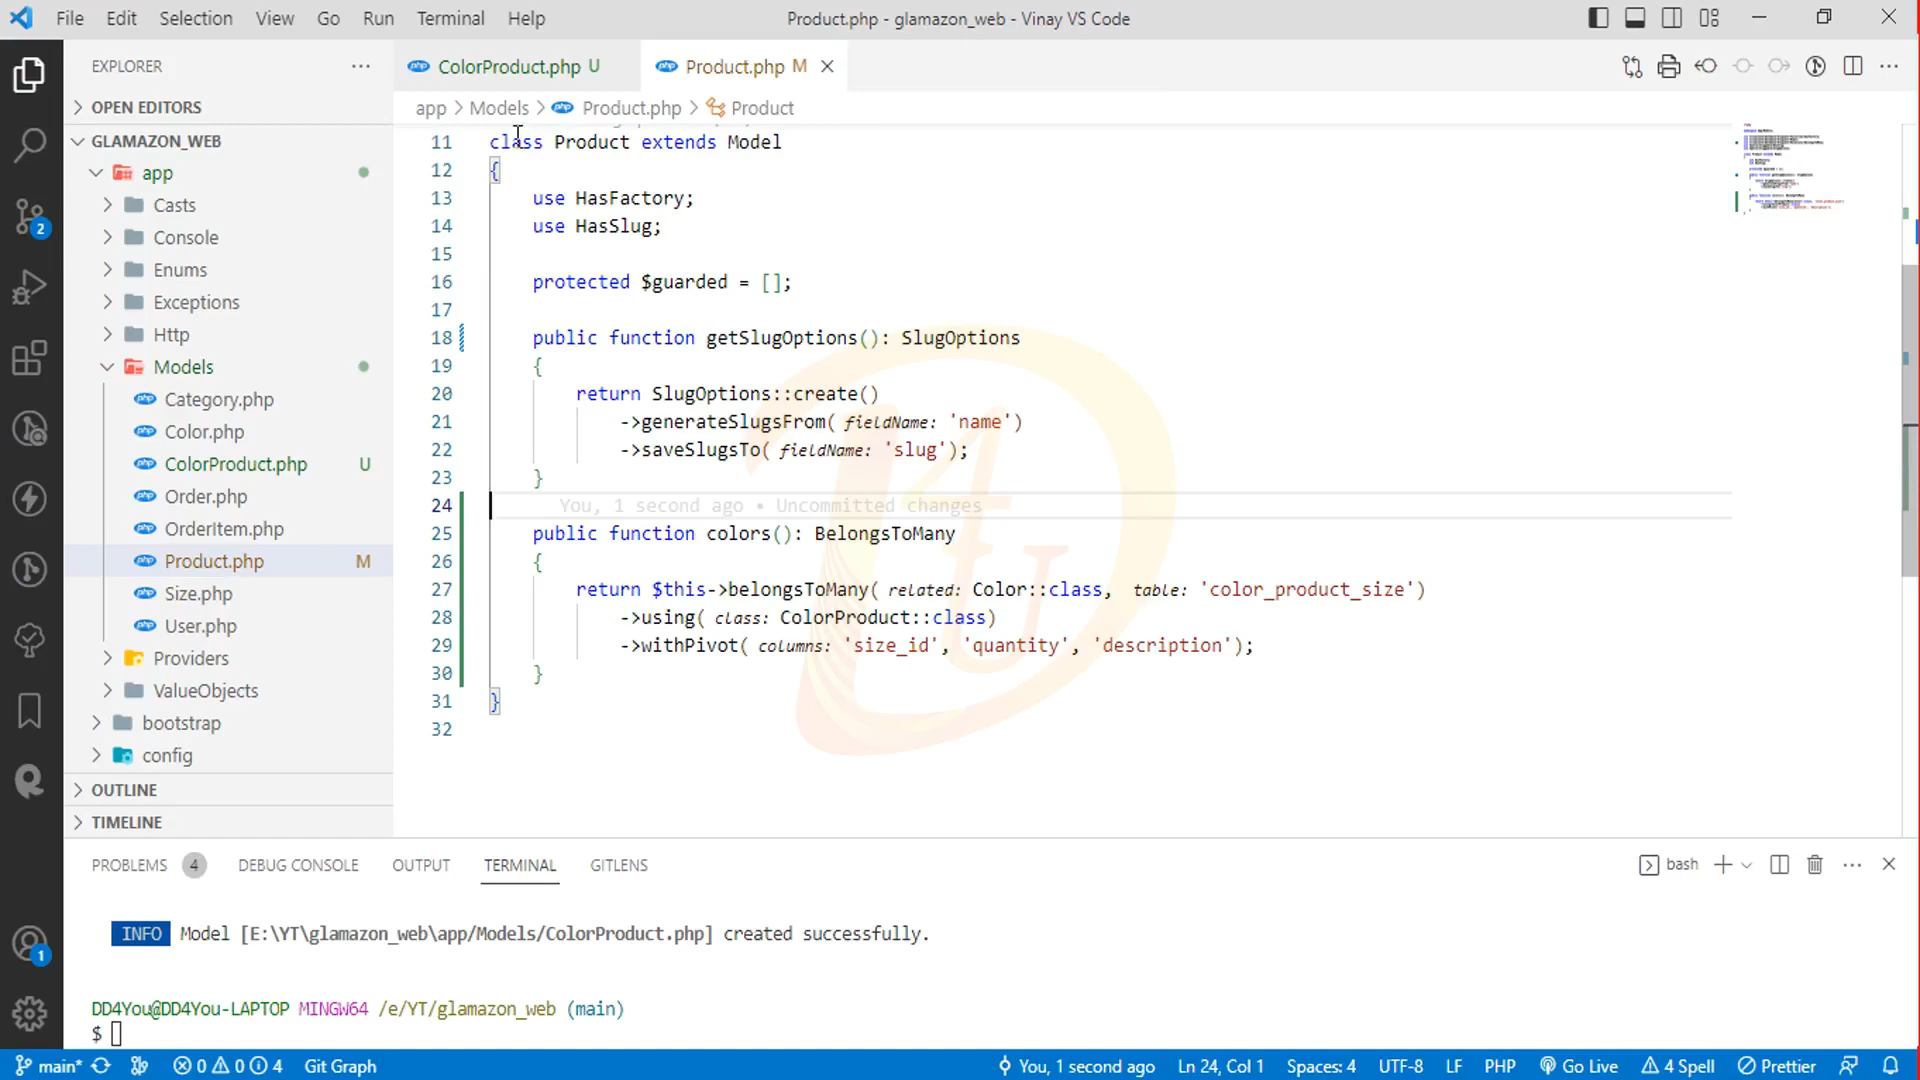 File Edit Selection View Go Run Terminal Help Product.php - glamazon_web - Vinay VS Code
EXPLORER ···
OPEN EDITORS
GLAMAZON_WEB
app
Casts
Console
Enums
Exceptions
Http
Models
Category.php
Color.php
ColorProduct.php U
Order.php
OrderItem.php
Product.php M
Size.php
User.php
Providers
ValueObjects
bootstrap
config
OUTLINE
TIMELINE
2
1
ColorProduct.php U Product.php M
app > Models > Product.php > Product
11 class Product extends Model
12 {
13 use HasFactory;
14 use HasSlug;
15
16 protected $guarded = [];
17
18 public function getSlugOptions(): SlugOptions
19 {
20 return SlugOptions::create()
21 ->generateSlugsFrom( fieldName: 'name')
22 ->saveSlugsTo( fieldName: 'slug');
23 }
24 You, 1 second ago • Uncommitted changes
25 public function colors(): BelongsToMany
26 {
27 return $this->belongsToMany( related: Color::class, table: 'color_product_size')
28 ->using( class: ColorProduct::class)
29 ->withPivot( columns: 'size_id', 'quantity', 'description');
30 }
31 }
32
D4U
PROBLEMS 4 DEBUG CONSOLE OUTPUT TERMINAL GITLENS bash
INFO Model [E:\YT\glamazon_web\app/Models/ColorProduct.php] created successfully.
DD4You@DD4You-LAPTOP MINGW64 /e/YT/glamazon_web (main)
$
main* 0 0 4 Git Graph You, 1 second ago Ln 24, Col 1 Spaces: 4 UTF-8 LF PHP Go Live 4 Spell Prettier